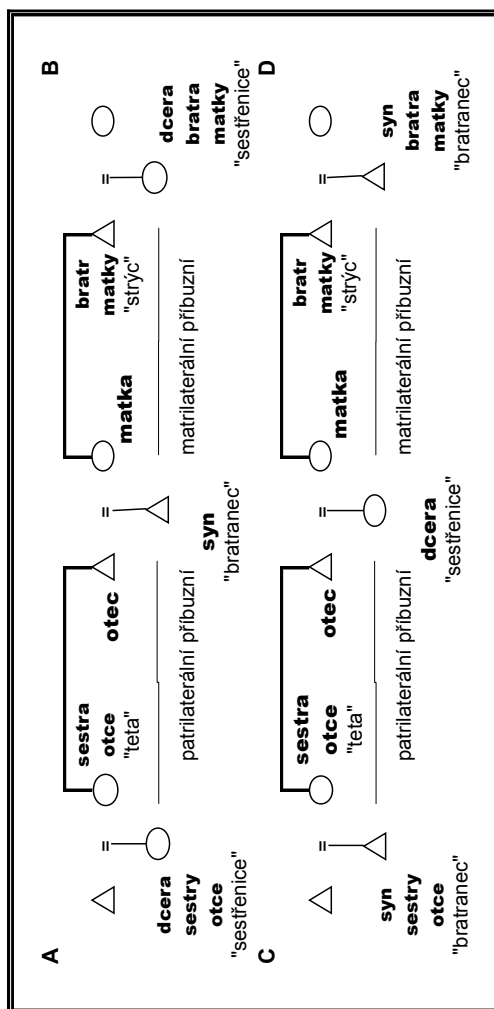 A
B
sestra
otce
"teta"
otec
matka
bratr
matky
"strýc"
dcera
sestry
otce
"sestřenice"
patrilaterální příbuzní
syn
"bratranec"
matrilaterální příbuzní
dcera
bratra
matky
"sestřenice"
C
D
sestra
otce
"teta"
otec
matka
bratr
matky
"strýc"
syn
sestry
otce
"bratranec"
patrilaterální příbuzní
dcera
"sestřenice"
matrilaterální příbuzní
syn
bratra
matky
"bratranec"